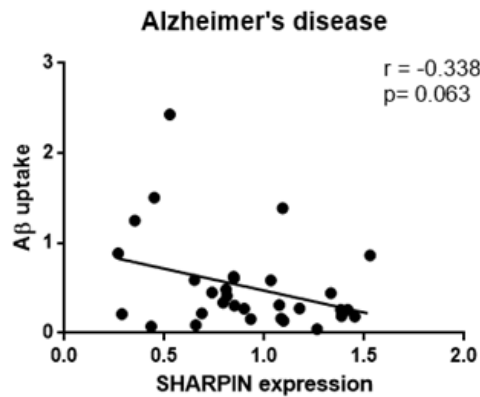 Alzheimer's disease
r = -0.338
p= 0.063
3
2
1
0
Aβ uptake
0.0 0.5 1.0 1.5 2.0
SHARPIN expression